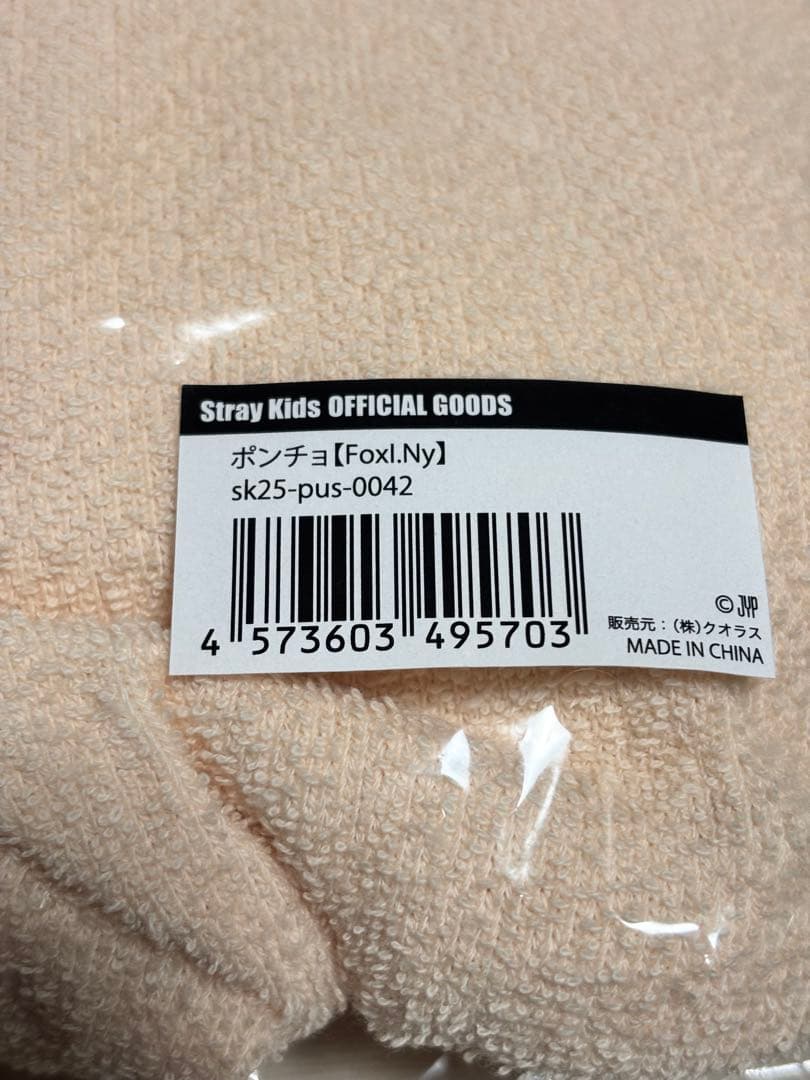 Stray Kids OFFICIAL GOODS
ポンチョ【FoxI.Ny】
sk25-pus-0042
4 573603 495703
© JYP
販売元：(株)クオラス
MADE IN CHINA